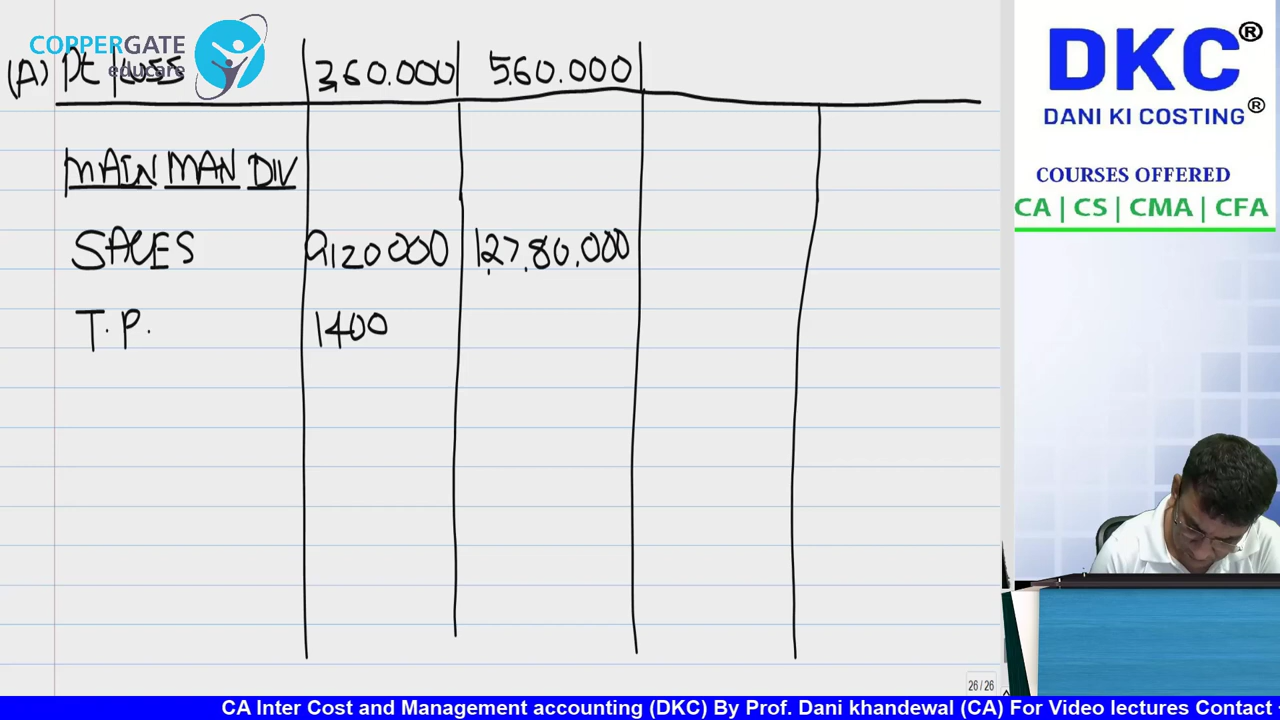 COPPERGATE
educare
(A) Pt | Loss 3,60.000 5.60.000
MAIN MAN DIV
SALES 9120000 1,27,80,000
T.P. 1400
26/26
DKC®
DANI KI COSTING®
COURSES OFFERED
CA | CS | CMA | CFA
CA Inter Cost and Management accounting (DKC) By Prof. Dani khandewal (CA) For Video lectures Contact